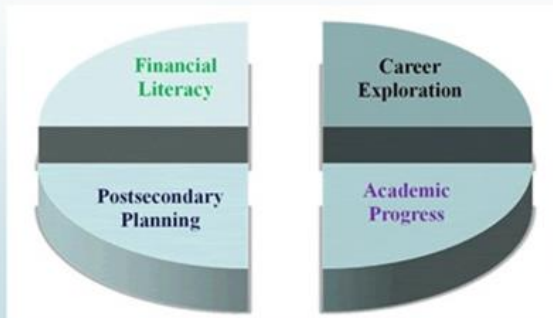 Financial
Literacy
Career
Exploration
Postsecondary
Planning
Academic
Progress